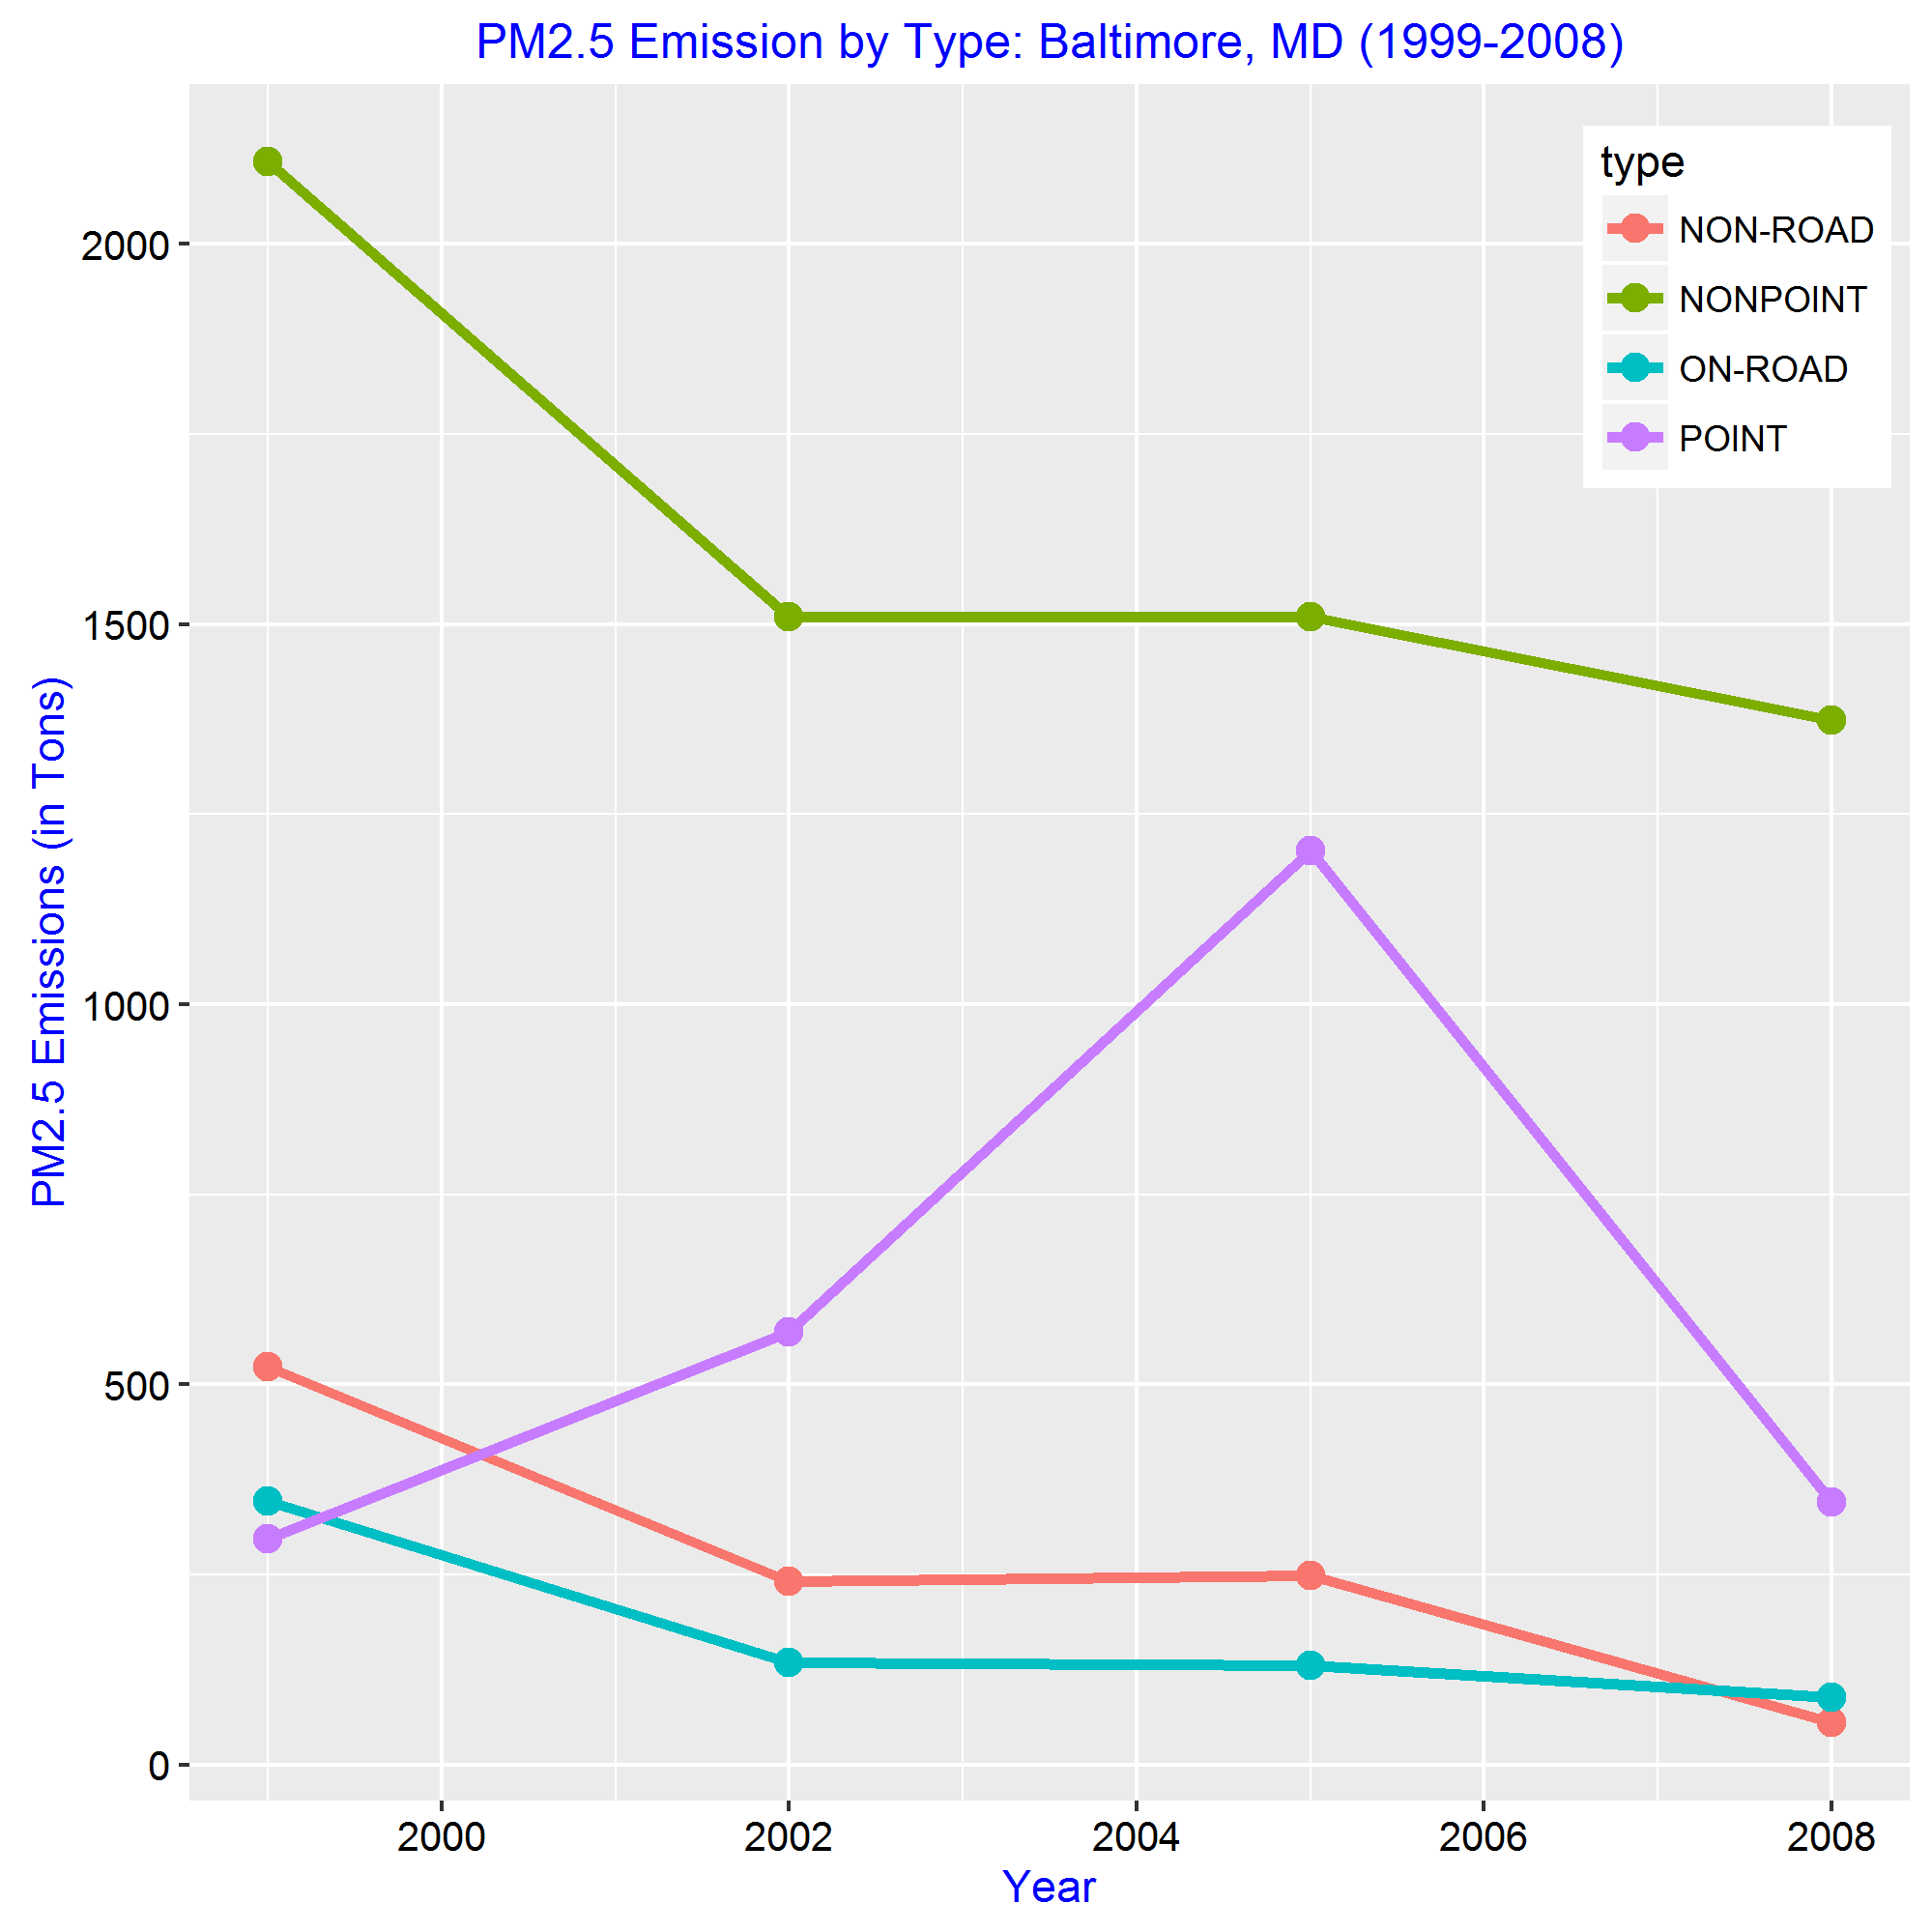 PM2.5 Emission by Type: Baltimore, MD (1999-2008)
type
NON-ROAD
NONPOINT
ON-ROAD
POINT
PM2.5 Emissions (in Tons)
2000
1500
1000
500
0
2000 2002 2004 2006 2008
Year